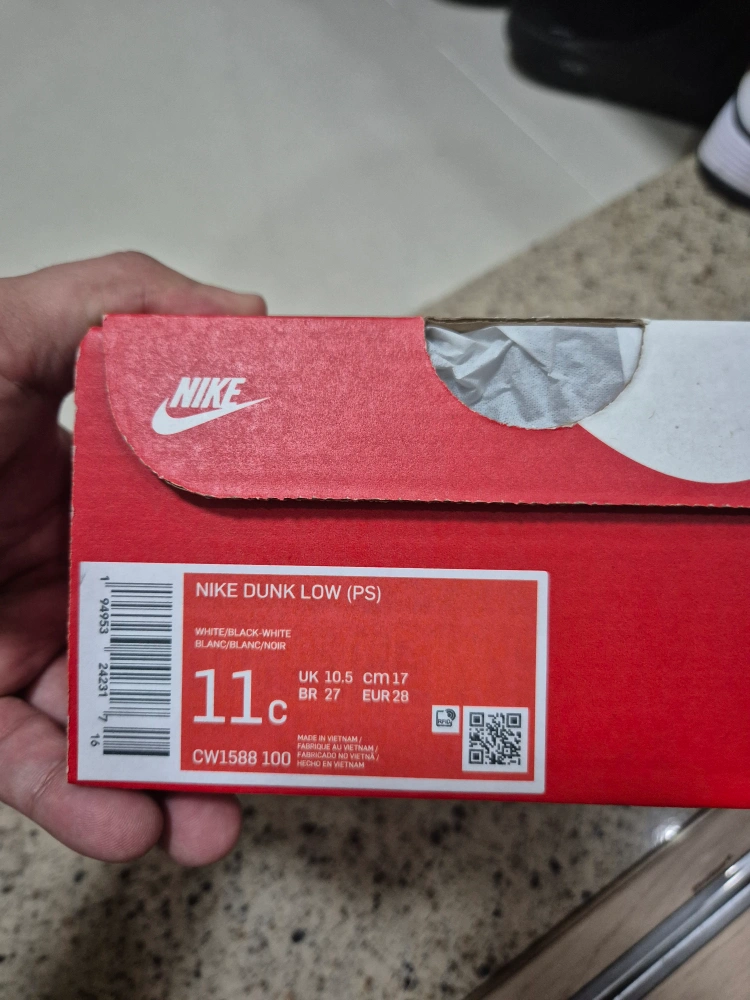 NIKE
NIKE DUNK LOW (PS)
WHITE/BLACK-WHITE
BLANC/BLANC/NOIR
11C
UK 10.5 cm 17
BR 27 EUR 28
CW1588 100
MADE IN VIETNAM /
FABRIQUE AU VIETNAM /
FABRICADO NO VIETNÃ /
HECHO EN VIETNAM
RFID
1 94953 24231 7
16